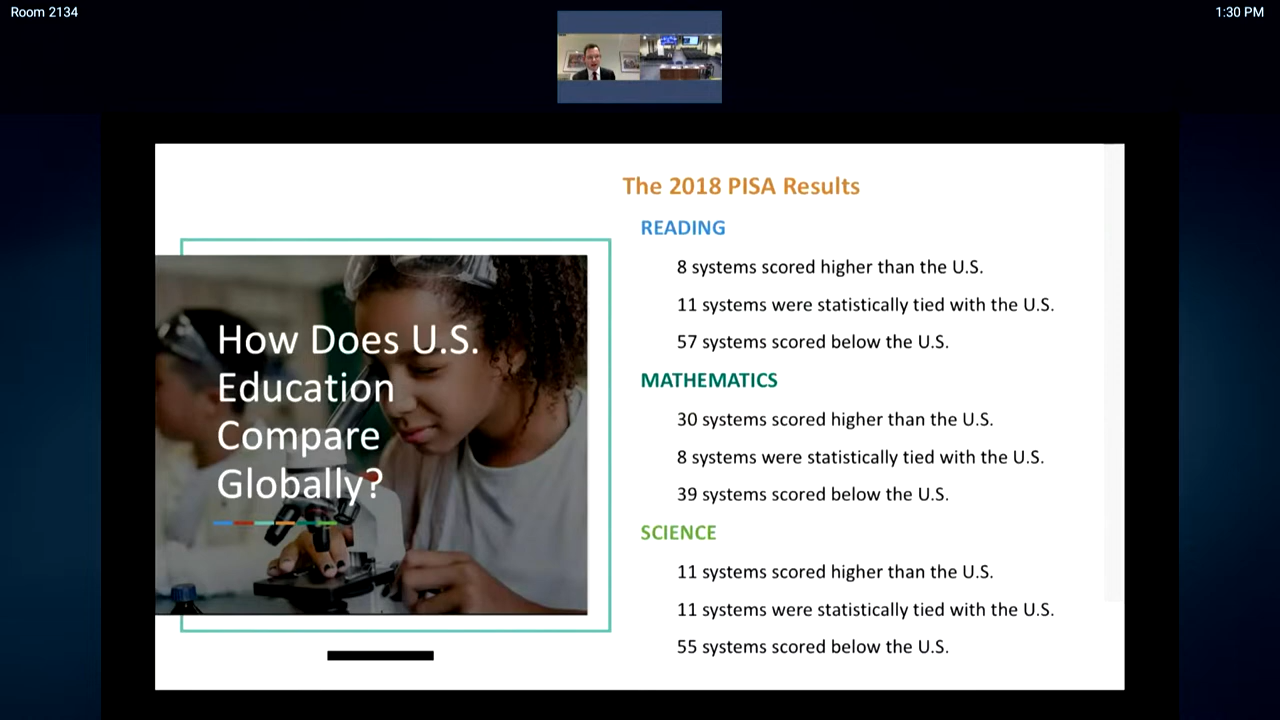 Room 2134
1:30 PM
How Does U.S.
Education
Compare
Globally?
The 2018 PISA Results
READING
8 systems scored higher than the U.S.
11 systems were statistically tied with the U.S.
57 systems scored below the U.S.
MATHEMATICS
30 systems scored higher than the U.S.
8 systems were statistically tied with the U.S.
39 systems scored below the U.S.
SCIENCE
11 systems scored higher than the U.S.
11 systems were statistically tied with the U.S.
55 systems scored below the U.S.